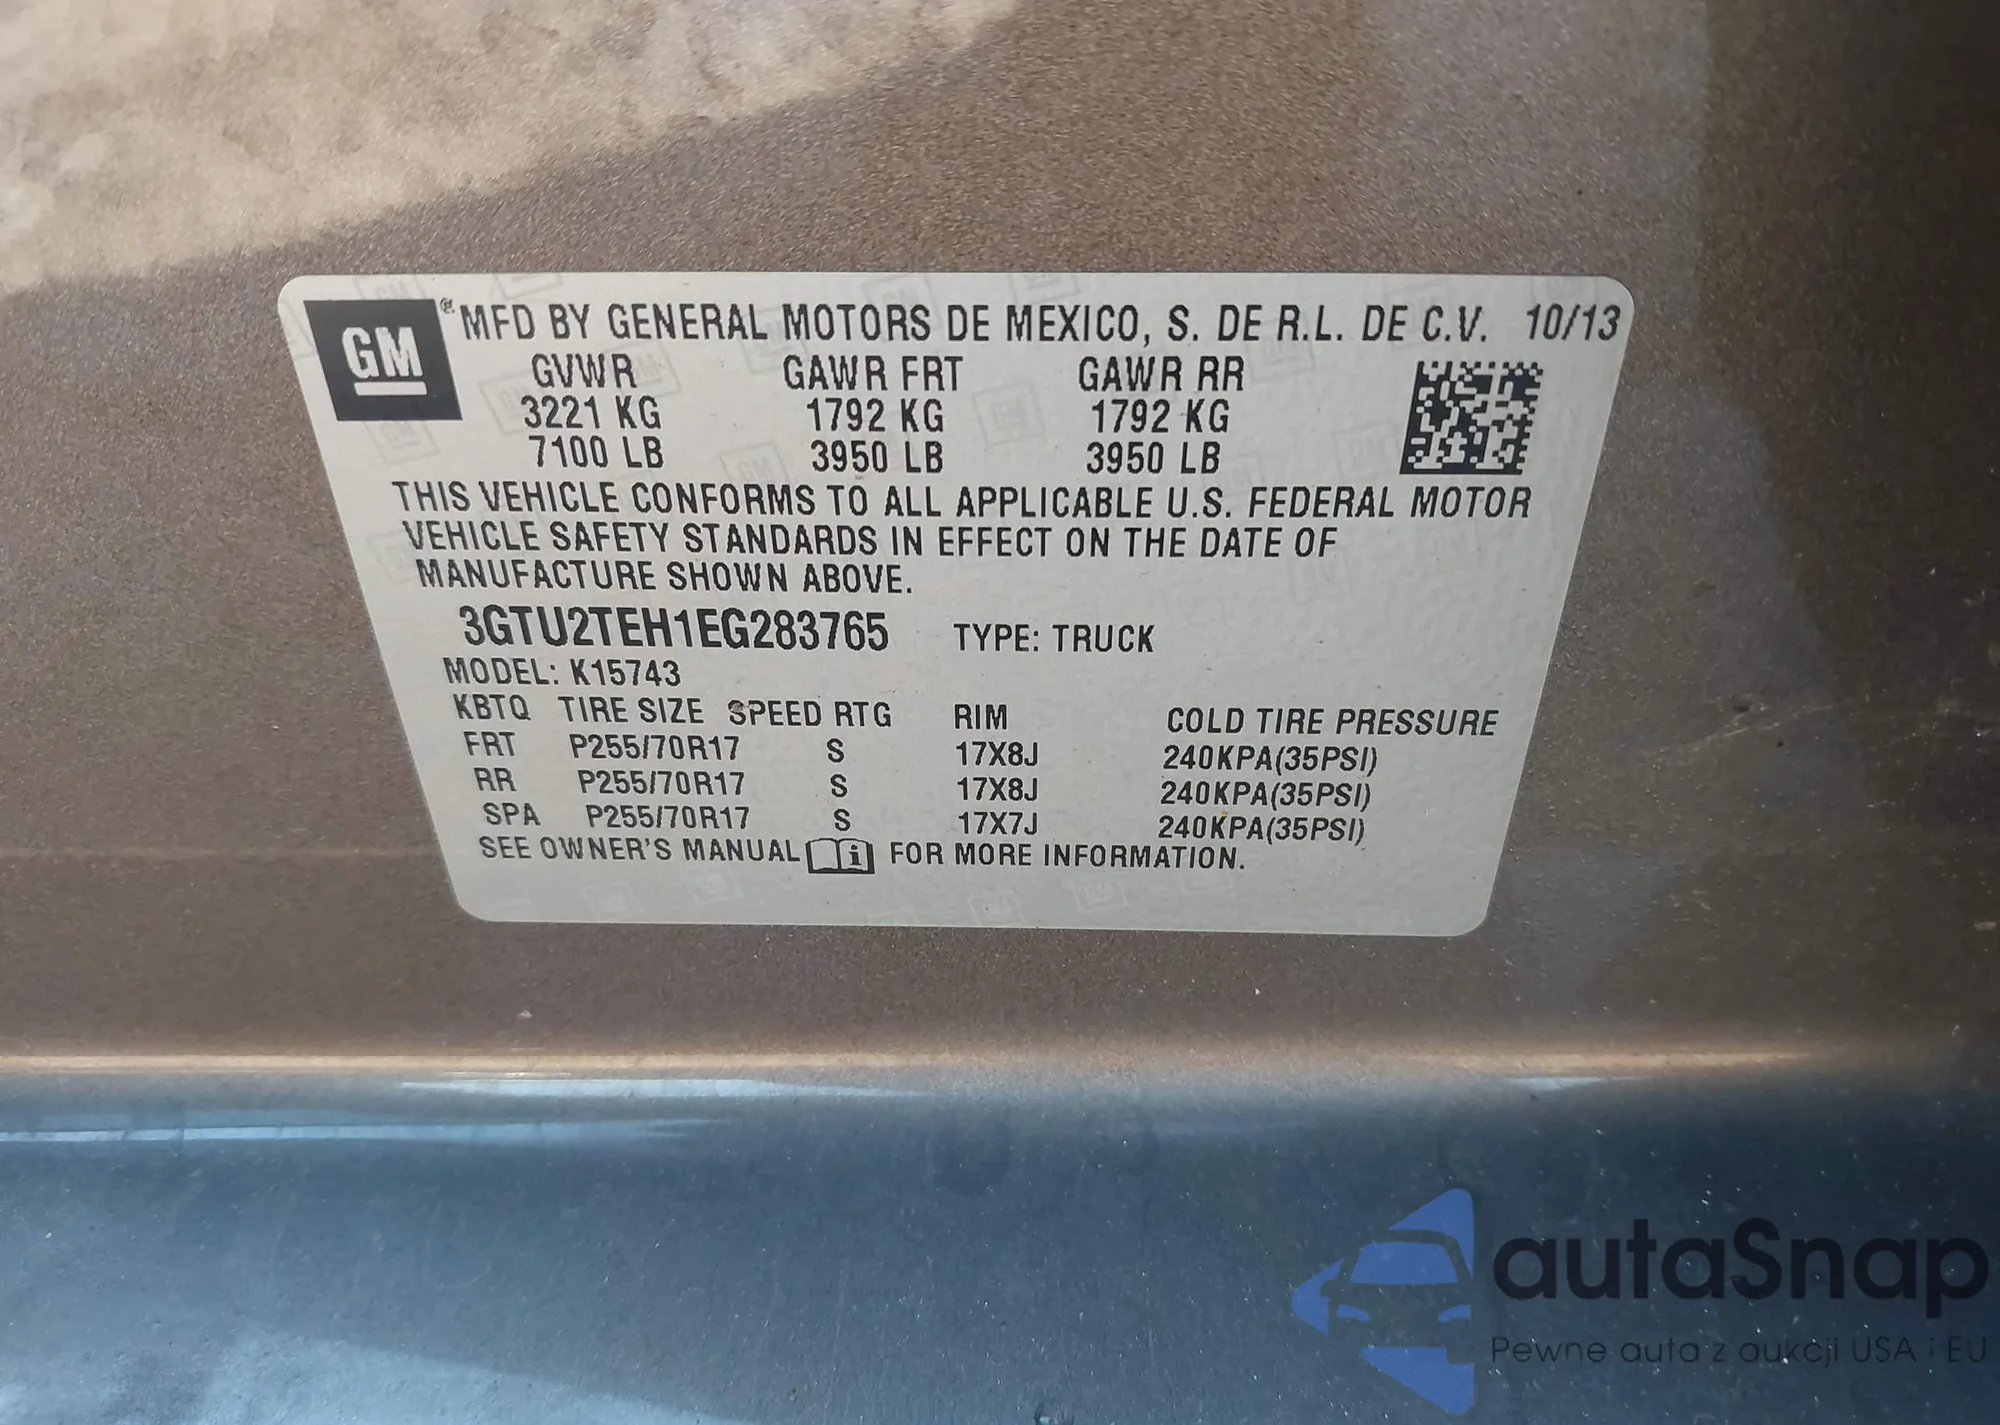 GM ® MFD BY GENERAL MOTORS DE MEXICO, S. DE R.L. DE C.V. 10/13
GVWR GAWR FRT GAWR RR
3221 KG 1792 KG 1792 KG
7100 LB 3950 LB 3950 LB
THIS VEHICLE CONFORMS TO ALL APPLICABLE U.S. FEDERAL MOTOR
VEHICLE SAFETY STANDARDS IN EFFECT ON THE DATE OF
MANUFACTURE SHOWN ABOVE.
3GTU2TEH1EG283765 TYPE: TRUCK
MODEL: K15743
KBTQ TIRE SIZE SPEED RTG RIM COLD TIRE PRESSURE
FRT P255/70R17 S 17X8J 240KPA(35PSI)
RR P255/70R17 S 17X8J 240KPA(35PSI)
SPA P255/70R17 S 17X7J 240KPA(35PSI)
SEE OWNER'S MANUAL i FOR MORE INFORMATION.
autaSnap
Pewne auta z aukcji USA i EU